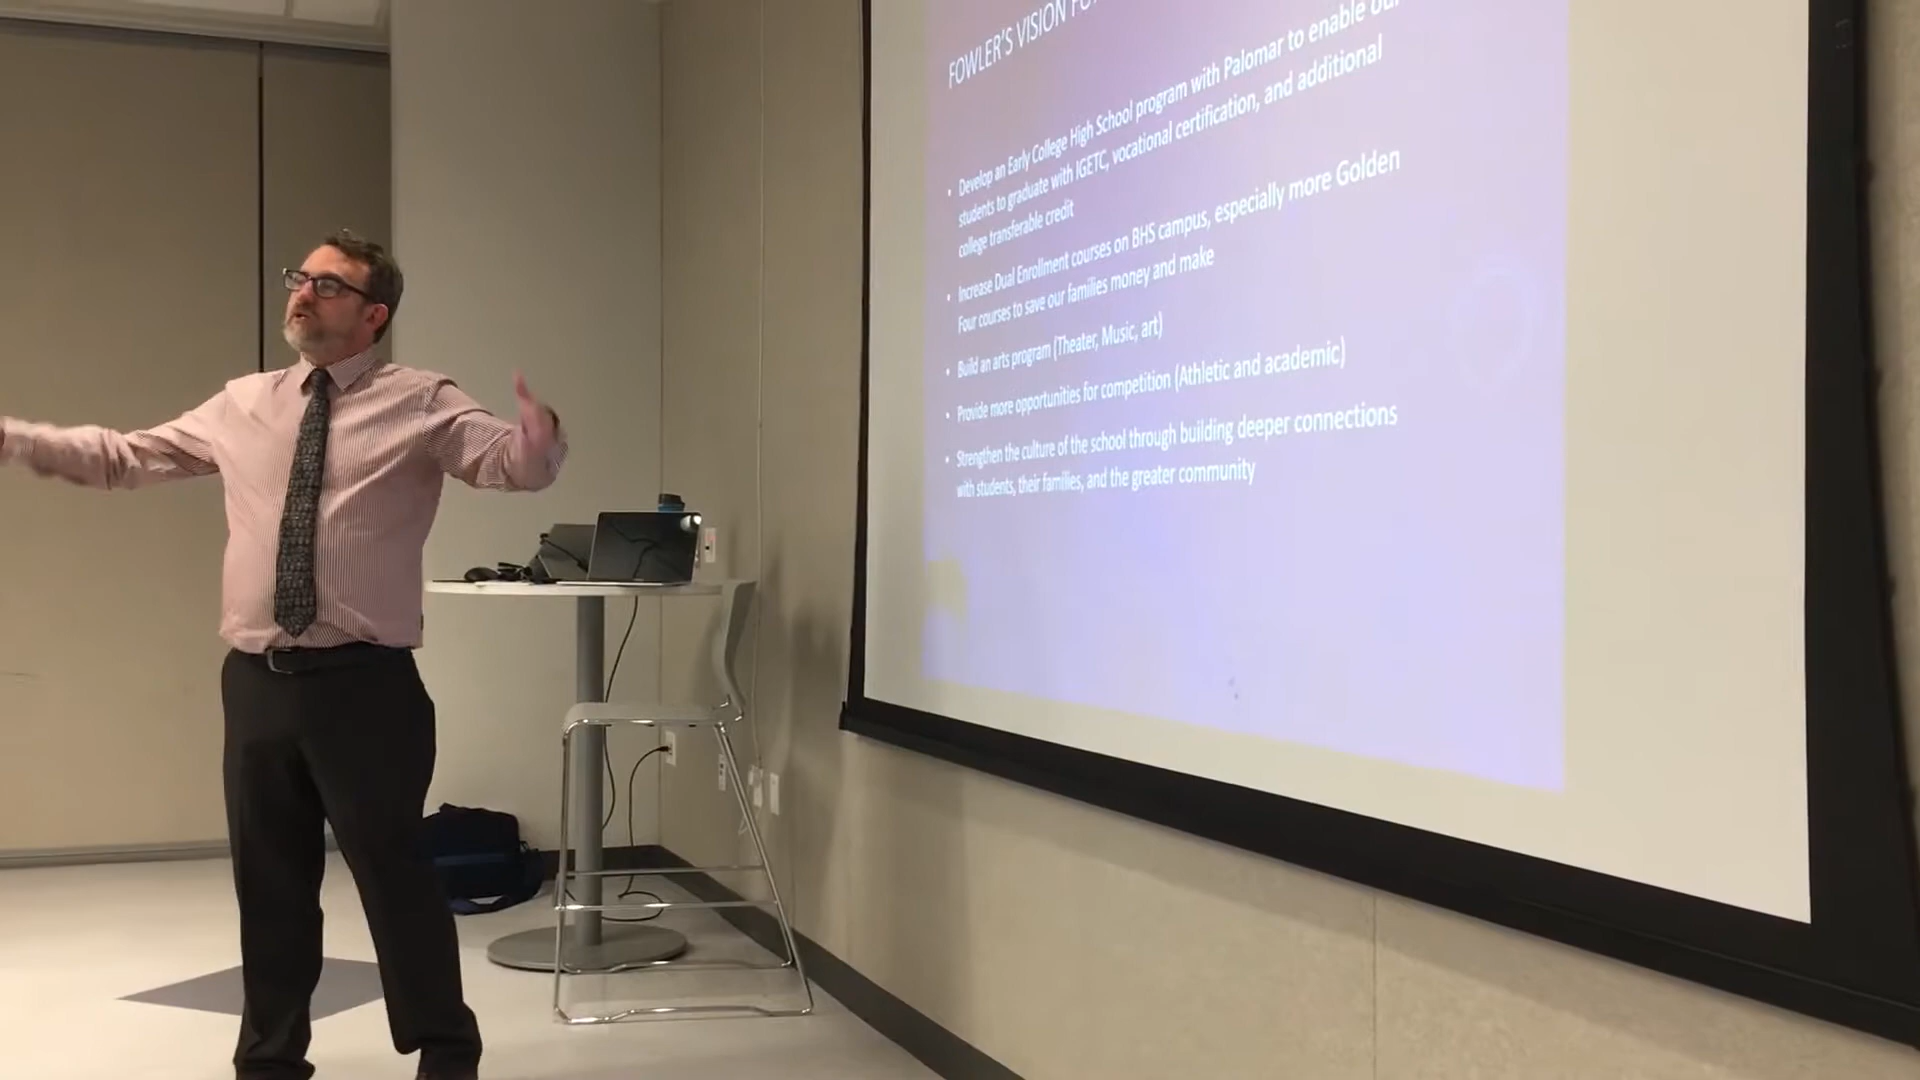 FOWLER'S VISION
• Develop an Early College High School program with Palomar to enable our
students to graduate with IGETC, vocational certification, and additional
college transferable credit
• Increase Dual Enrollment courses on BHS campus, especially more Golden
Four courses to save our families money and make
• Build an arts program (Theater, Music, art)
• Provide more opportunities for competition (Athletic and academic)
• Strengthen the culture of the school through building deeper connections
with students, their families, and the greater community